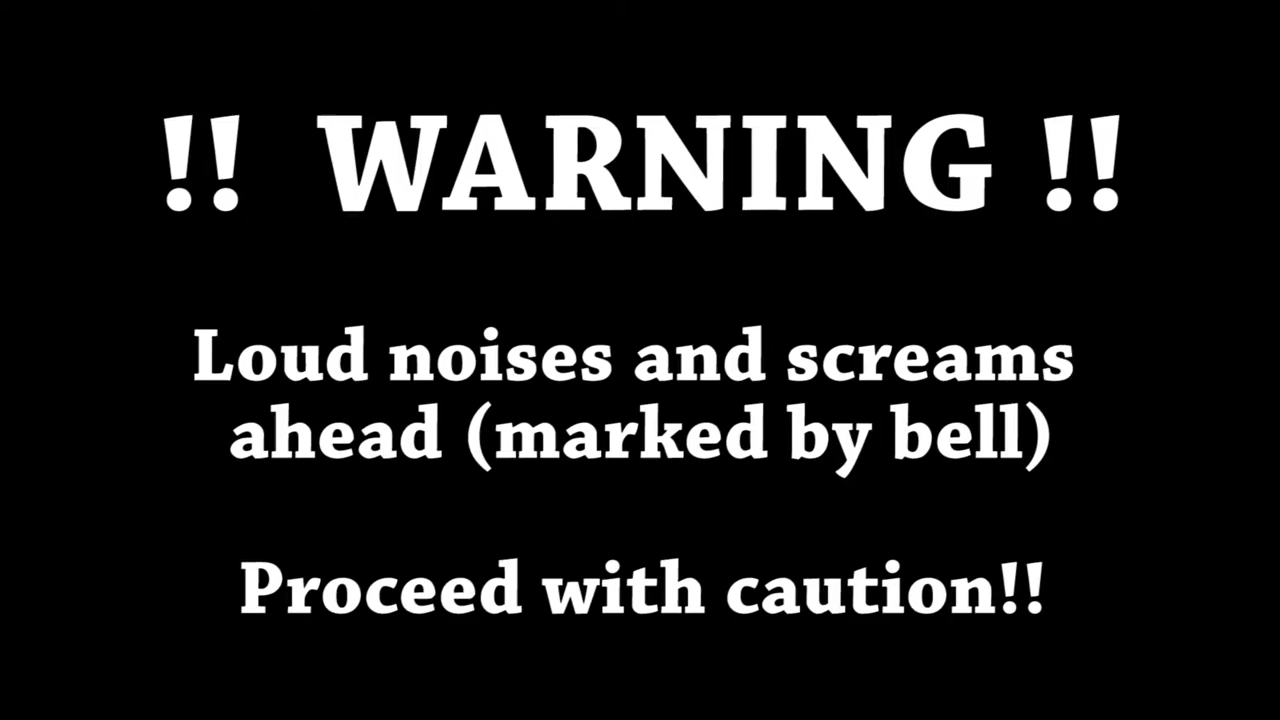 !! WARNING !!
Loud noises and screams
ahead (marked by bell)
Proceed with caution!!